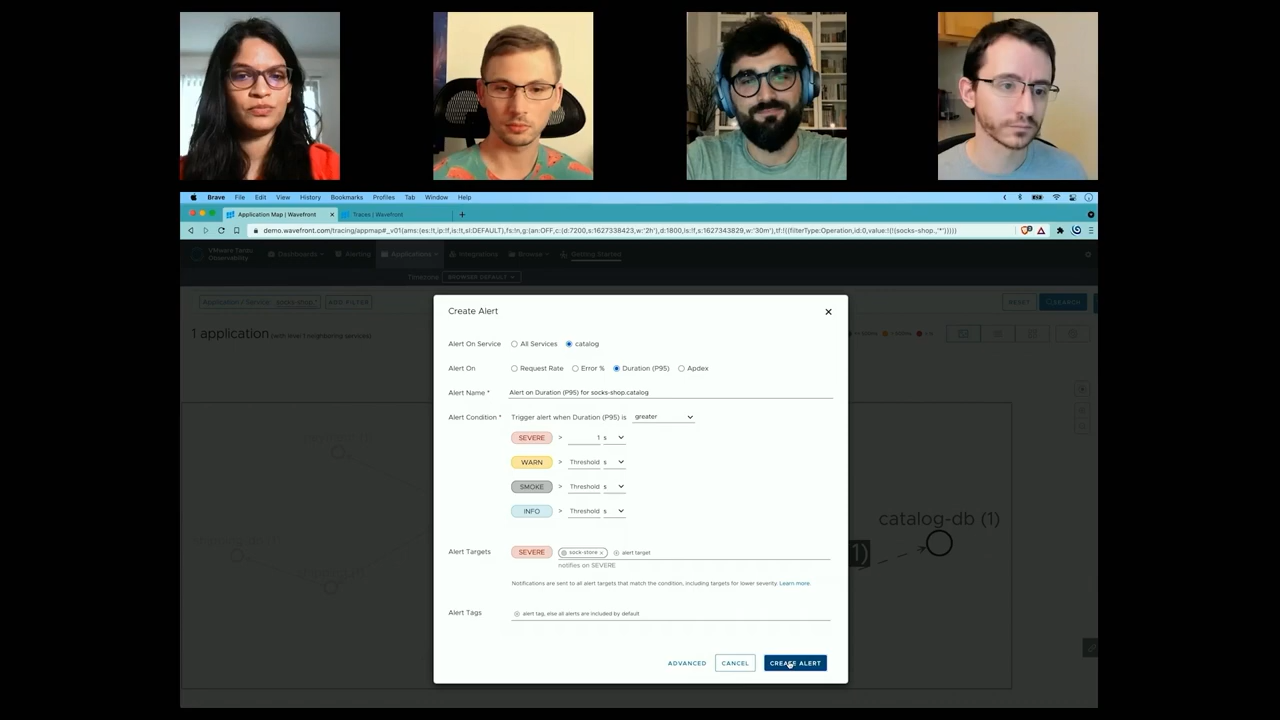 Brave File Edit View History Bookmarks Profiles Tab Window Help
Application Map | Wavefront × Traces | Wavefront +
demo.wavefront.com/tracing/appmap#_v01(ams:(es:!t,ip:f,is:!t,sl:DEFAULT),fs:!n,g:(an:OFF,c:(d:7200,s:1627338423,w:'2h'),d:1800,ls:!f,s:1627343829,w:'30m'),tf:!((filterType:Operation,id:0,value:!(!(socks-shop.,'*')))))
VMware Tanzu
Observability
Dashboards Alerting Applications Integrations Browse Getting Started
Timezone BROWSER DEFAULT
Application / Service : socks-shop.* ADD FILTER RESET SEARCH
1 application (with level 1 neighboring services)
Create Alert
Alert On Service All Services catalog
Alert On Request Rate Error % Duration (P95) Apdex
Alert Name * Alert on Duration (P95) for socks-shop.catalog
Alert Condition * Trigger alert when Duration (P95) is greater
SEVERE > 1 s
WARN > Threshold s
SMOKE > Threshold s
INFO > Threshold s
catalog-db (1)
Alert Targets SEVERE sock-store × alert target
notifies on SEVERE
Notifications are sent to all alert targets that match the condition, including targets for lower severity. Learn more.
Alert Tags alert tag, else all alerts are included by default
ADVANCED CANCEL CREATE ALERT